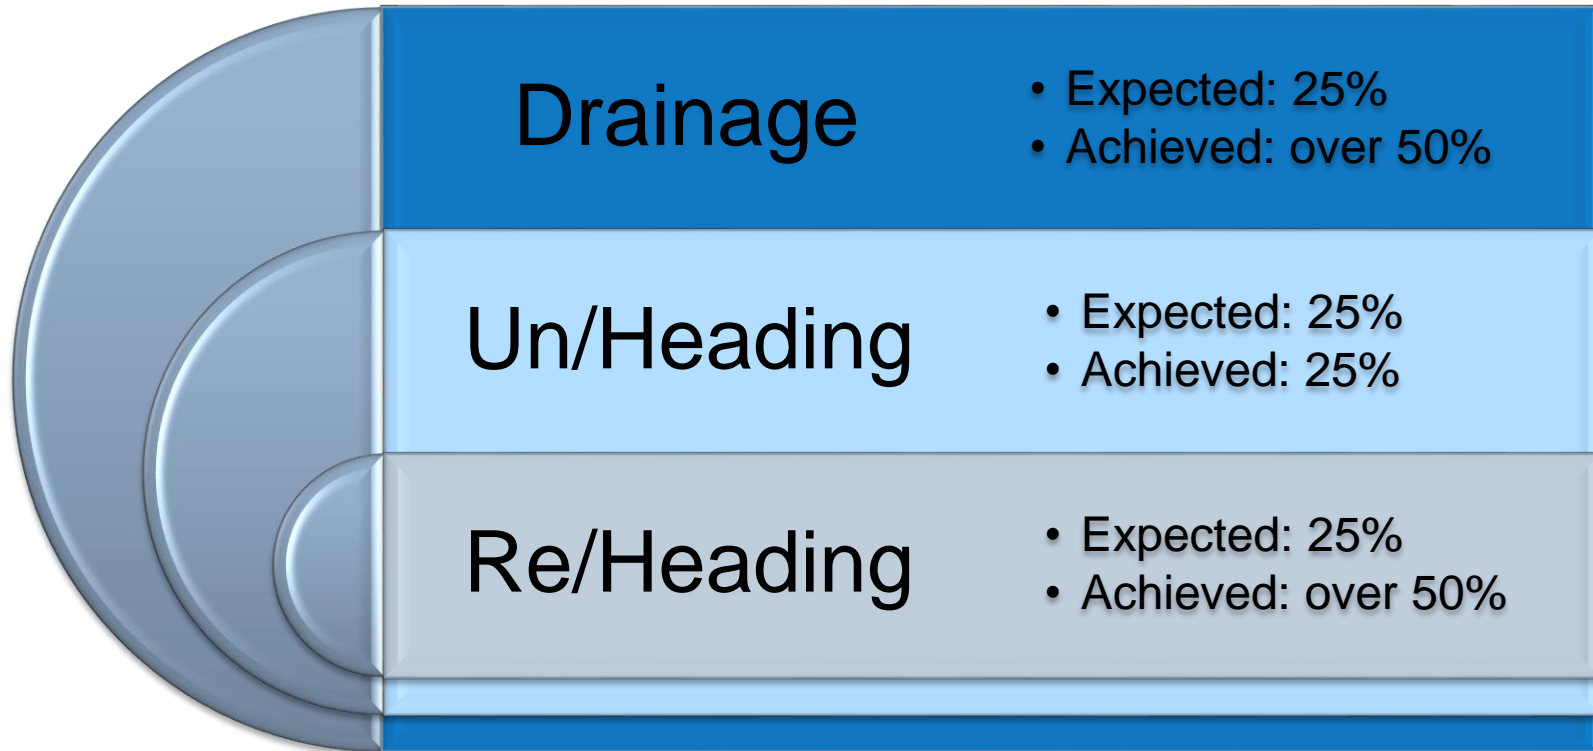 Drainage
• Expected: 25%
• Achieved: over 50%
Un/Heading
• Expected: 25%
• Achieved: 25%
Re/Heading
• Expected: 25%
• Achieved: over 50%